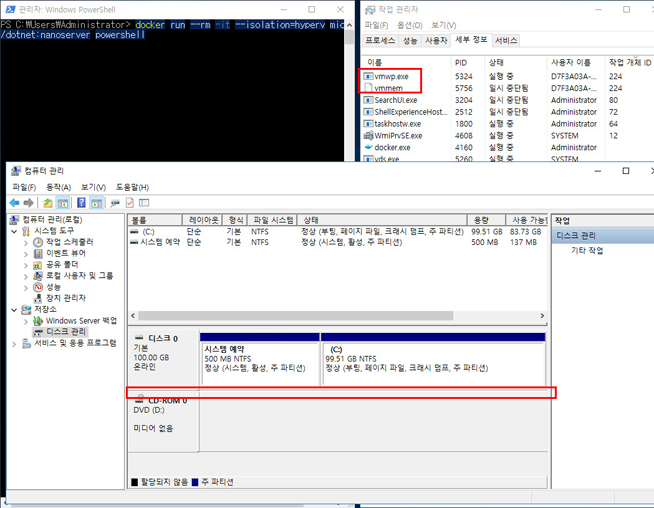 관리자: Windows PowerShell
PS C:\Users\Administrator> docker run --rm -it --isolation=hyperv mic
/dotnet:nanoserver powershell
작업 관리자
파일(F) 옵션(O) 보기(V)
프로세스 성능 사용자 세부 정보 서비스
이름 PID 상태 사용자 이름 작업 개체 ID
vmwp.exe 5324 실행 중 D7F3A03A-... 224
vmmem 5756 일시 중단됨 D7F3A03A-... 224
SearchUI.exe 3204 일시 중단됨 Administrator 80
ShellExperienceHost... 2512 일시 중단됨 Administrator 72
taskhostw.exe 1800 실행 중 Administrator 64
WmiPrvSE.exe 4608 실행 중 SYSTEM 12
docker.exe 4160 실행 중 Administrator
vds.exe 5260 실행 중 SYSTEM
컴퓨터 관리
파일(F) 동작(A) 보기(V) 도움말(H)
컴퓨터 관리(로컬)
시스템 도구
작업 스케줄러
이벤트 뷰어
공유 폴더
로컬 사용자 및 그룹
성능
장치 관리자
저장소
Windows Server 백업
디스크 관리
서비스 및 응용 프로그램
볼륨 레이아웃 형식 파일 시스템 상태 용량 사용 가능한
(C:) 단순 기본 NTFS 정상 (부팅, 페이지 파일, 크래시 덤프, 주 파티션) 99.51 GB 83.73 GB
시스템 예약 단순 기본 NTFS 정상 (시스템, 활성, 주 파티션) 500 MB 137 MB
작업
디스크 관리
기타 작업
디스크 0
기본
100.00 GB
온라인
시스템 예약
500 MB NTFS
정상 (시스템, 활성, 주 파티션)
(C:)
99.51 GB NTFS
정상 (부팅, 페이지 파일, 크래시 덤프, 주 파티션)
CD-ROM 0
DVD (D:)
미디어 없음
할당되지 않음 주 파티션